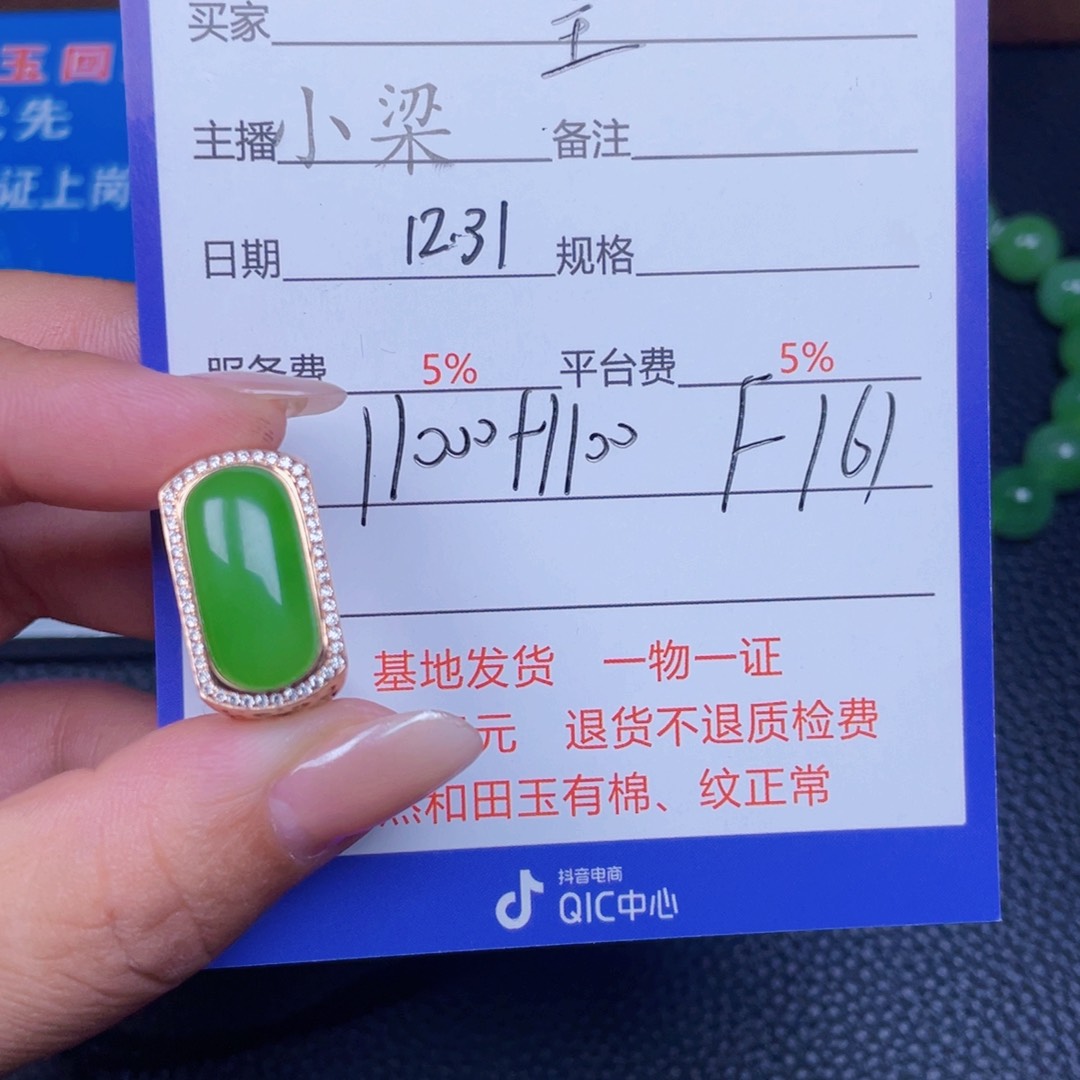 玉回
先
证上岗
买家 王
主播 小梁 备注
日期 12.31 规格
服务费 5% 平台费 5%
11000+1100 F161
基地发货 一物一证
元 退货不退质检费
然和田玉有棉、纹正常
抖音电商
QIC中心